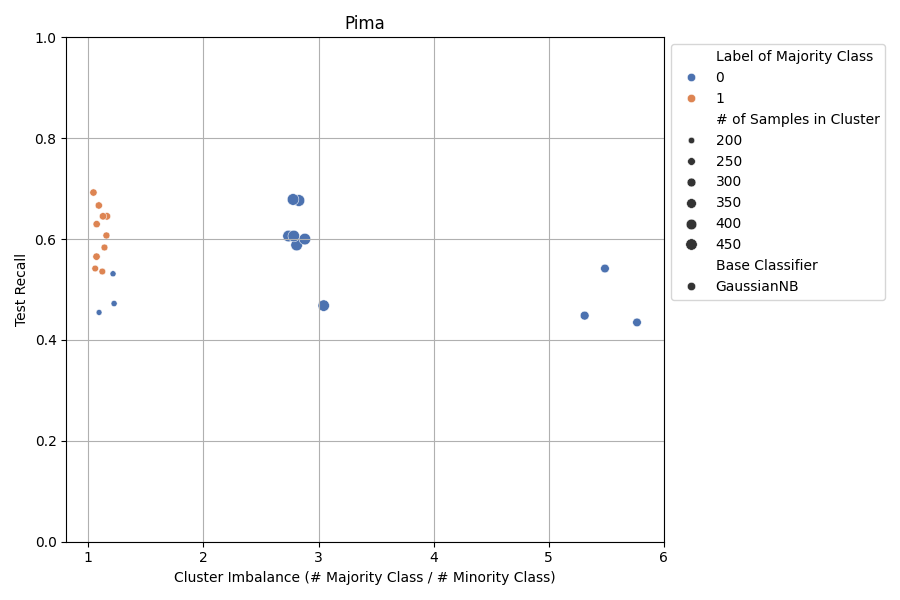 Pima
1.0
0.8
0.6
0.4
0.2
0.0
Test Recall
1
2
3
4
5
6
Cluster Imbalance (# Majority Class / # Minority Class)
Label of Majority Class
0
1
# of Samples in Cluster
200
250
300
350
400
450
Base Classifier
GaussianNB